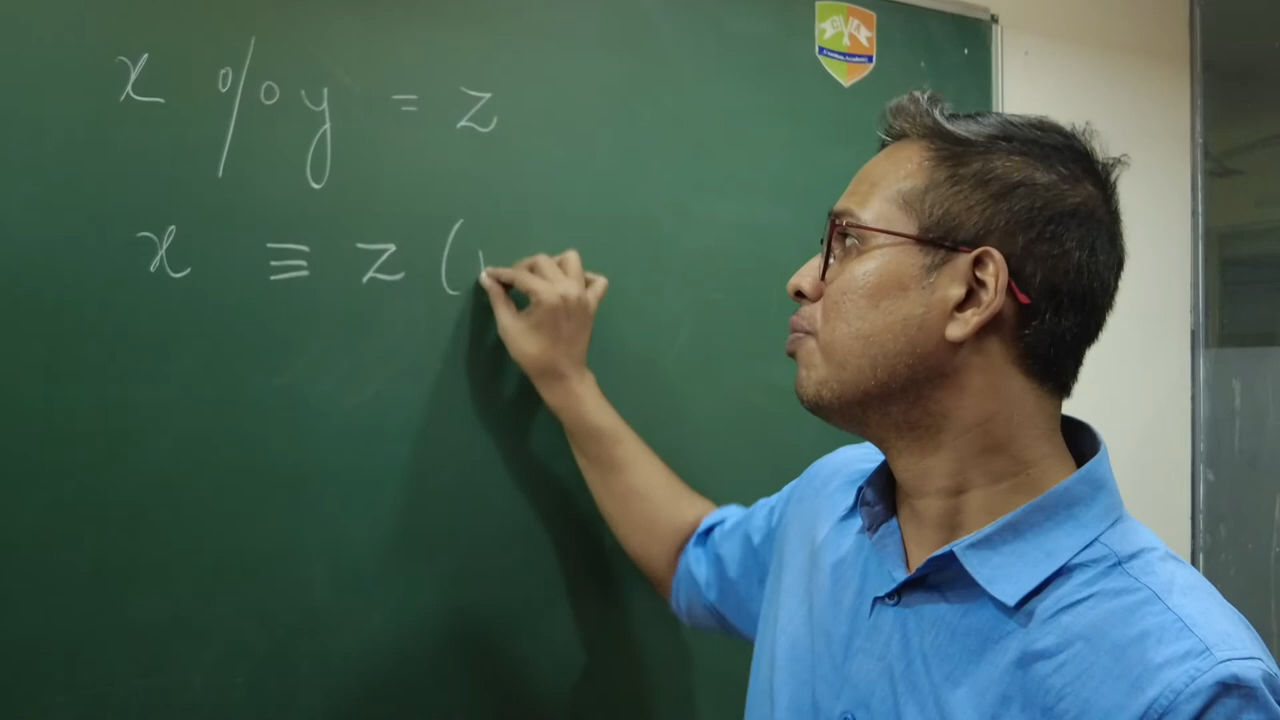 x % y = z
x ≡ z (